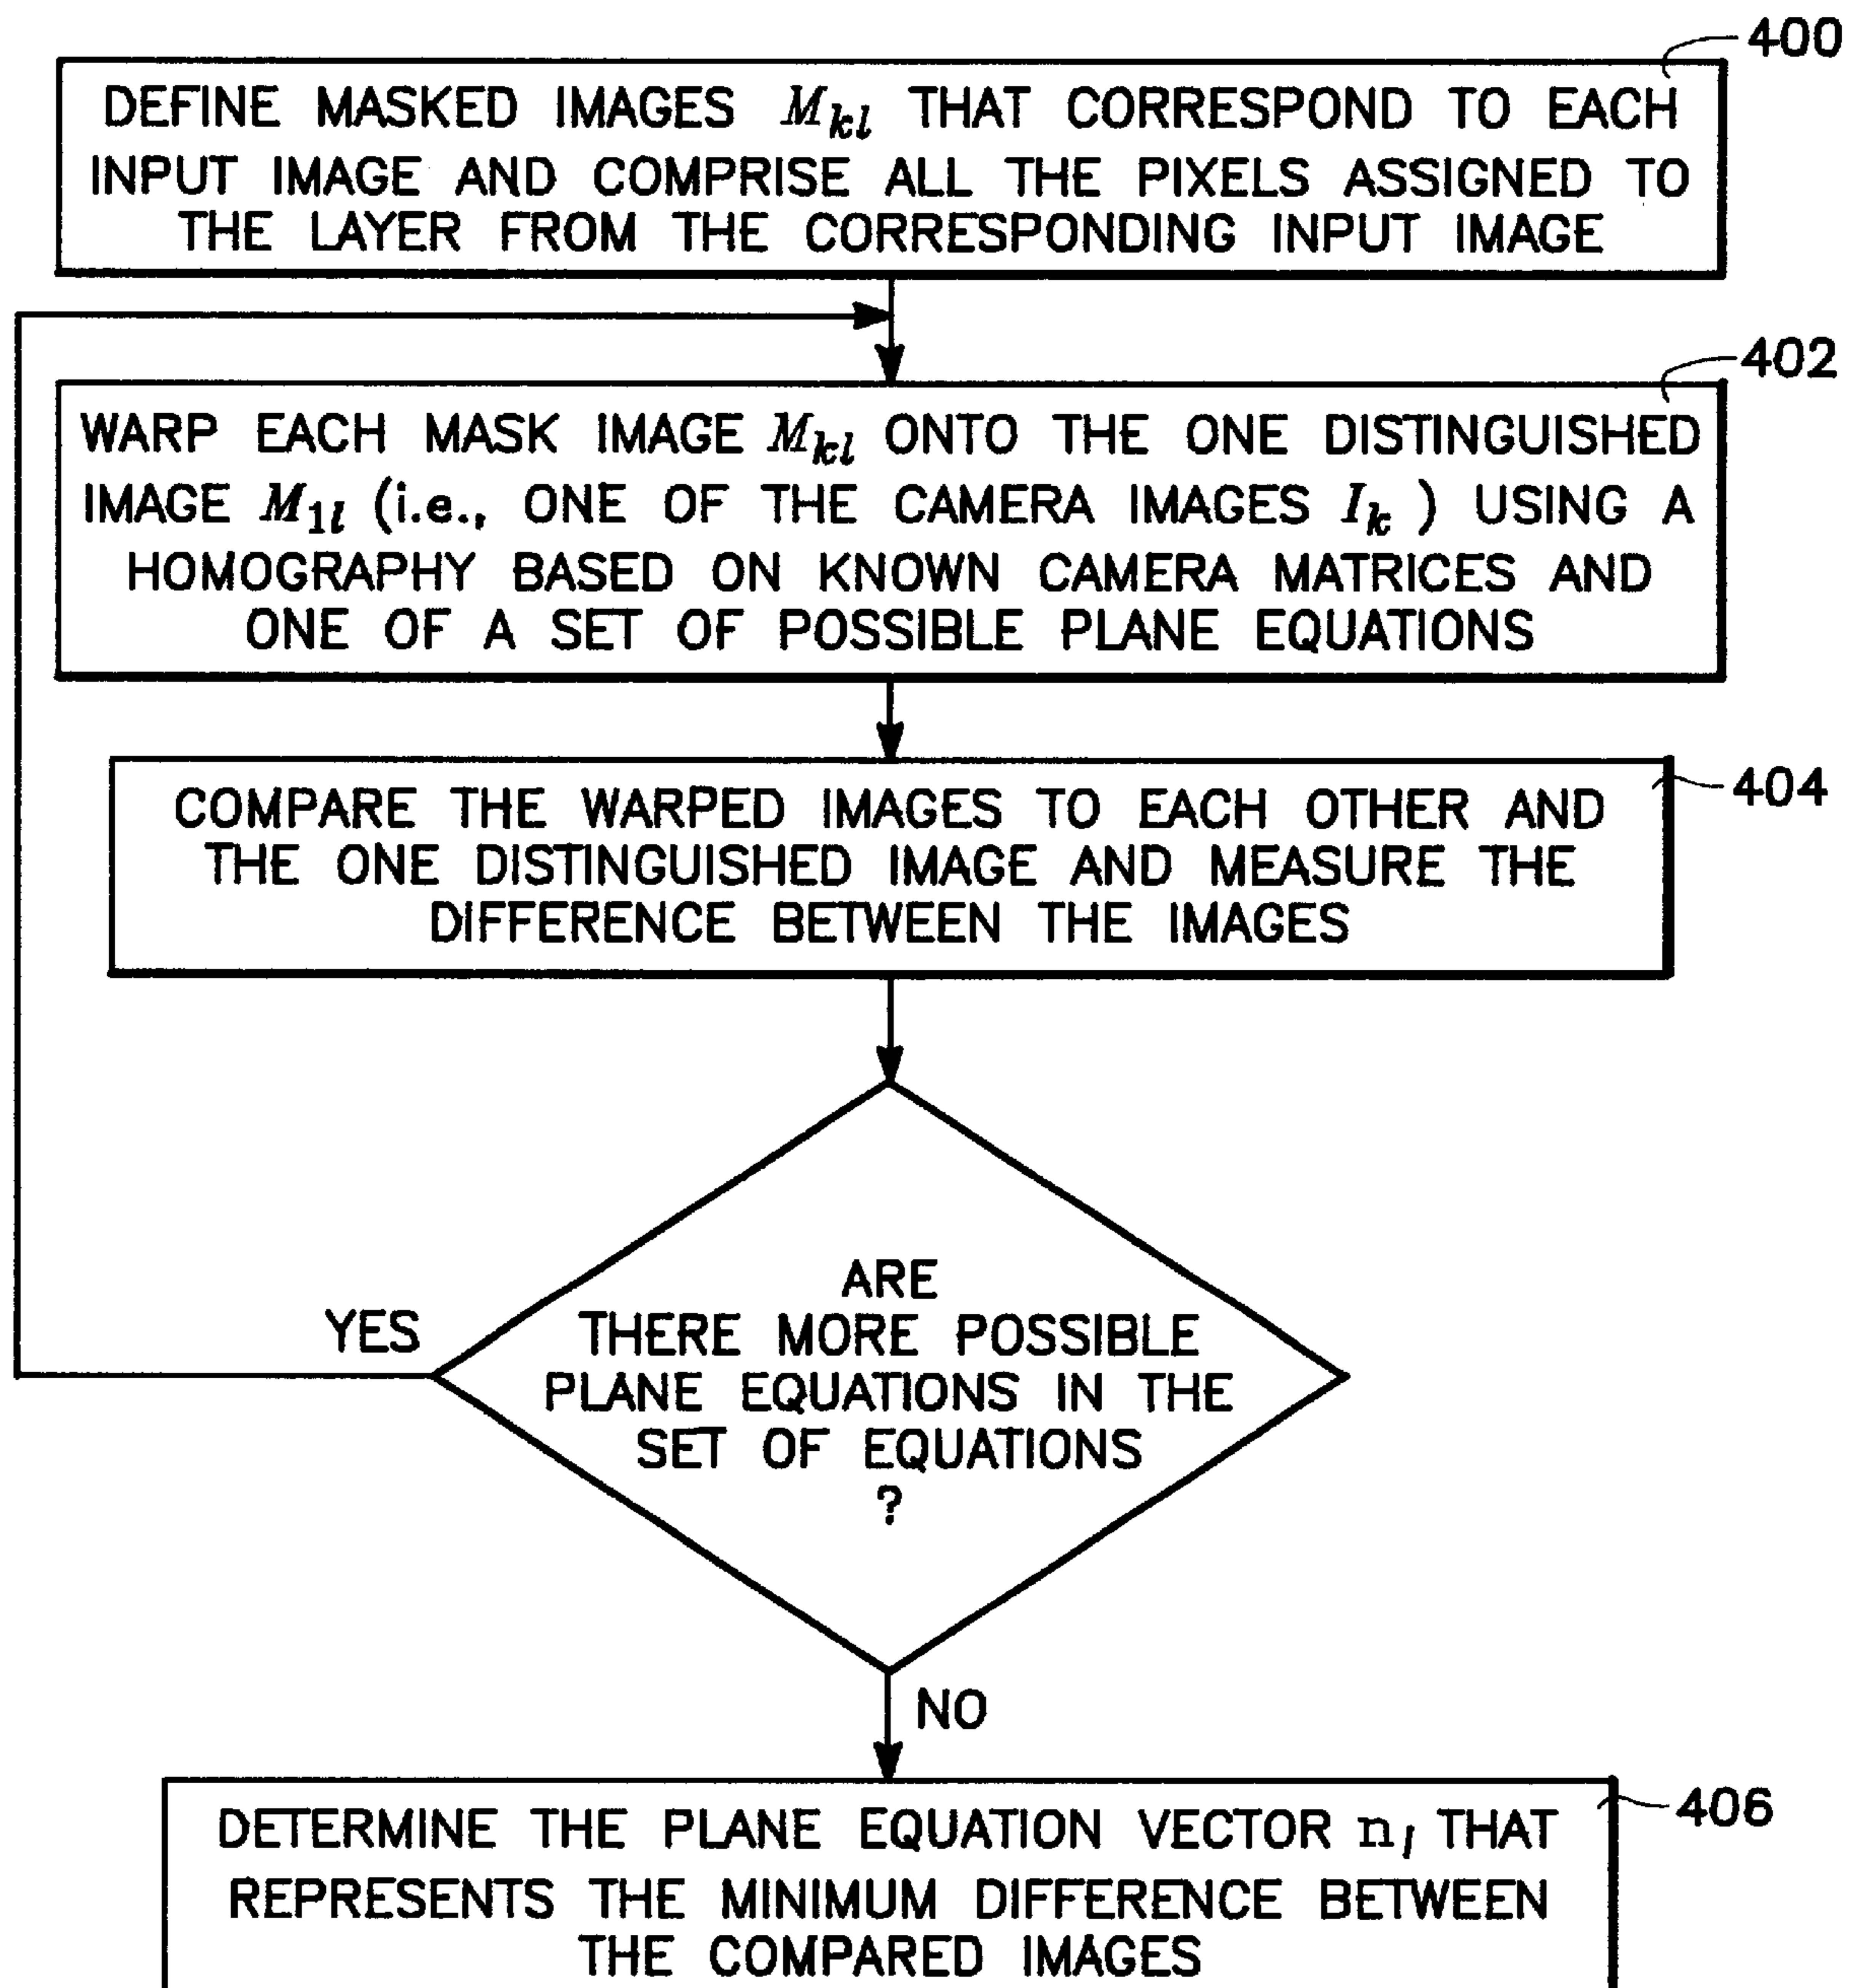 400
DEFINE MASKED IMAGES Mkl THAT CORRESPOND TO EACH
INPUT IMAGE AND COMPRISE ALL THE PIXELS ASSIGNED TO
THE LAYER FROM THE CORRESPONDING INPUT IMAGE
402
WARP EACH MASK IMAGE Mkl ONTO THE ONE DISTINGUISHED
IMAGE M1l (i.e., ONE OF THE CAMERA IMAGES Ik ) USING A
HOMOGRAPHY BASED ON KNOWN CAMERA MATRICES AND
ONE OF A SET OF POSSIBLE PLANE EQUATIONS
404
COMPARE THE WARPED IMAGES TO EACH OTHER AND
THE ONE DISTINGUISHED IMAGE AND MEASURE THE
DIFFERENCE BETWEEN THE IMAGES
ARE
THERE MORE POSSIBLE
PLANE EQUATIONS IN THE
SET OF EQUATIONS
?
YES
NO
406
DETERMINE THE PLANE EQUATION VECTOR nl THAT
REPRESENTS THE MINIMUM DIFFERENCE BETWEEN
THE COMPARED IMAGES